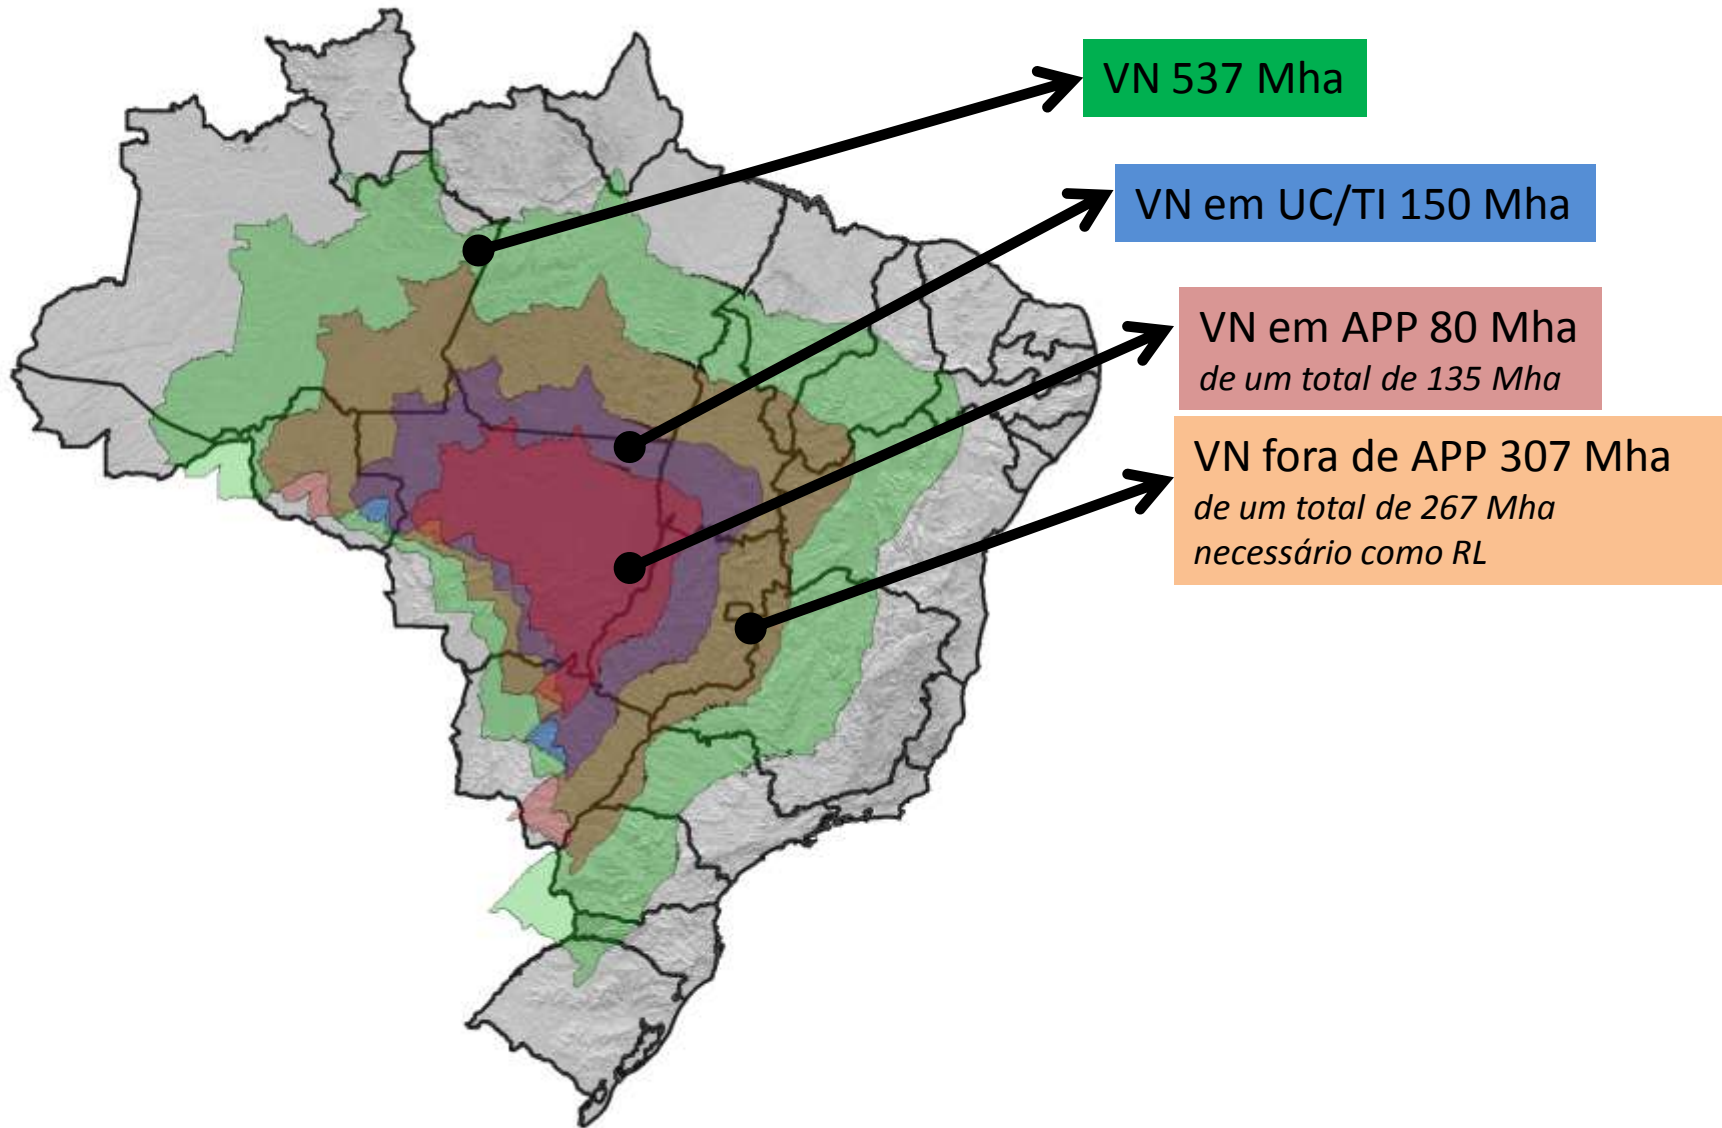 VN 537 Mha
VN em UC/TI 150 Mha
VN em APP 80 Mha
de um total de 135 Mha
VN fora de APP 307 Mha
de um total de 267 Mha
necessário como RL